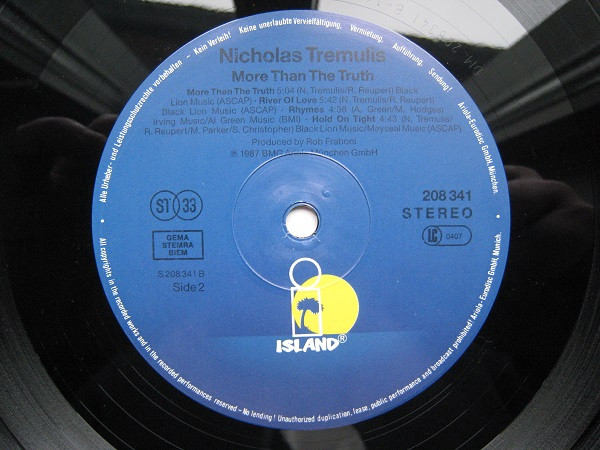 · Alle Urheber- und Leistungsschutzrechte vorbehalten – Kein Verleih! Keine unerlaubte Vervielfältigung, Vermietung, Aufführung, Sendung! Ariola-Eurodisc GmbH, München. ·
Nicholas Tremulis
More Than The Truth
More Than The Truth 5:04 (N. Tremulis/R. Reupert) Black
Lion Music (ASCAP) · River Of Love 5:42 (N. Tremulis/R. Reupert)
Black Lion Music (ASCAP) · Rhymes 4:56 (A. Green/M. Hodges)
Irving Music/Al Green Music (BMI) · Hold On Tight 4:43 (N. Tremulis/
R. Reupert/M. Parker/S. Christopher) Black Lion Music/Moyceal Music (ASCAP)
Produced by Rob Fraboni
℗ 1987 BMG Ariola München GmbH
ST 33
208 341
STEREO
GEMA
STEMRA
BIEM
LC 0407
S 208 341 B
Side 2
ISLAND®
All copyrights in the recorded works and in the record reserved – No lending! Unauthorized duplication, lease, public performance and broadcast prohibited! Ariola-Eurodisc GmbH, Munich.